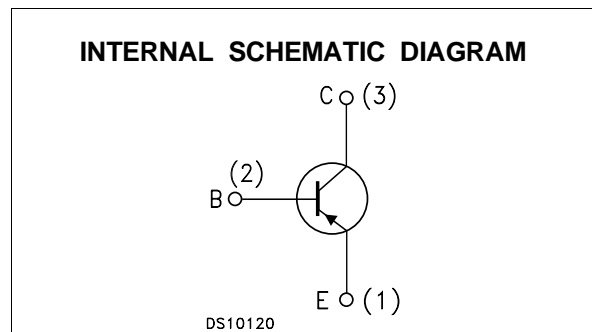 INTERNAL SCHEMATIC DIAGRAM
C (3)
(2)
B
E (1)
DS10120